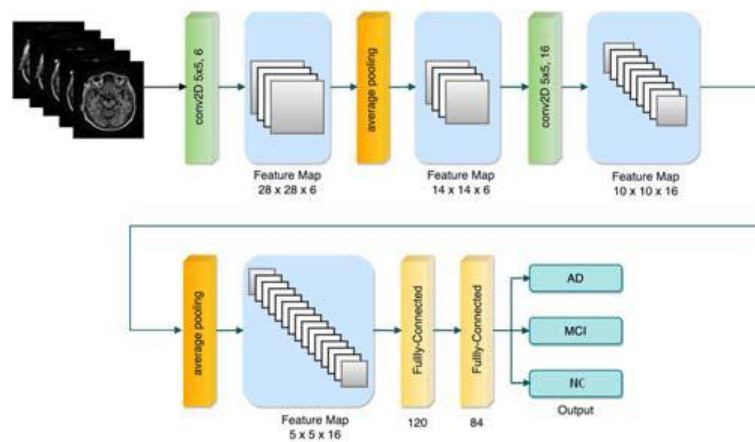 conv2D 5x5, 6
Feature Map
28 x 28 x 6
average pooling
Feature Map
14 x 14 x 6
conv2D 5x5, 16
Feature Map
10 x 10 x 16
average pooling
Feature Map
5 x 5 x 16
Fullly-Connected
120
Fullly-Connected
84
AD
MCI
NC
Output